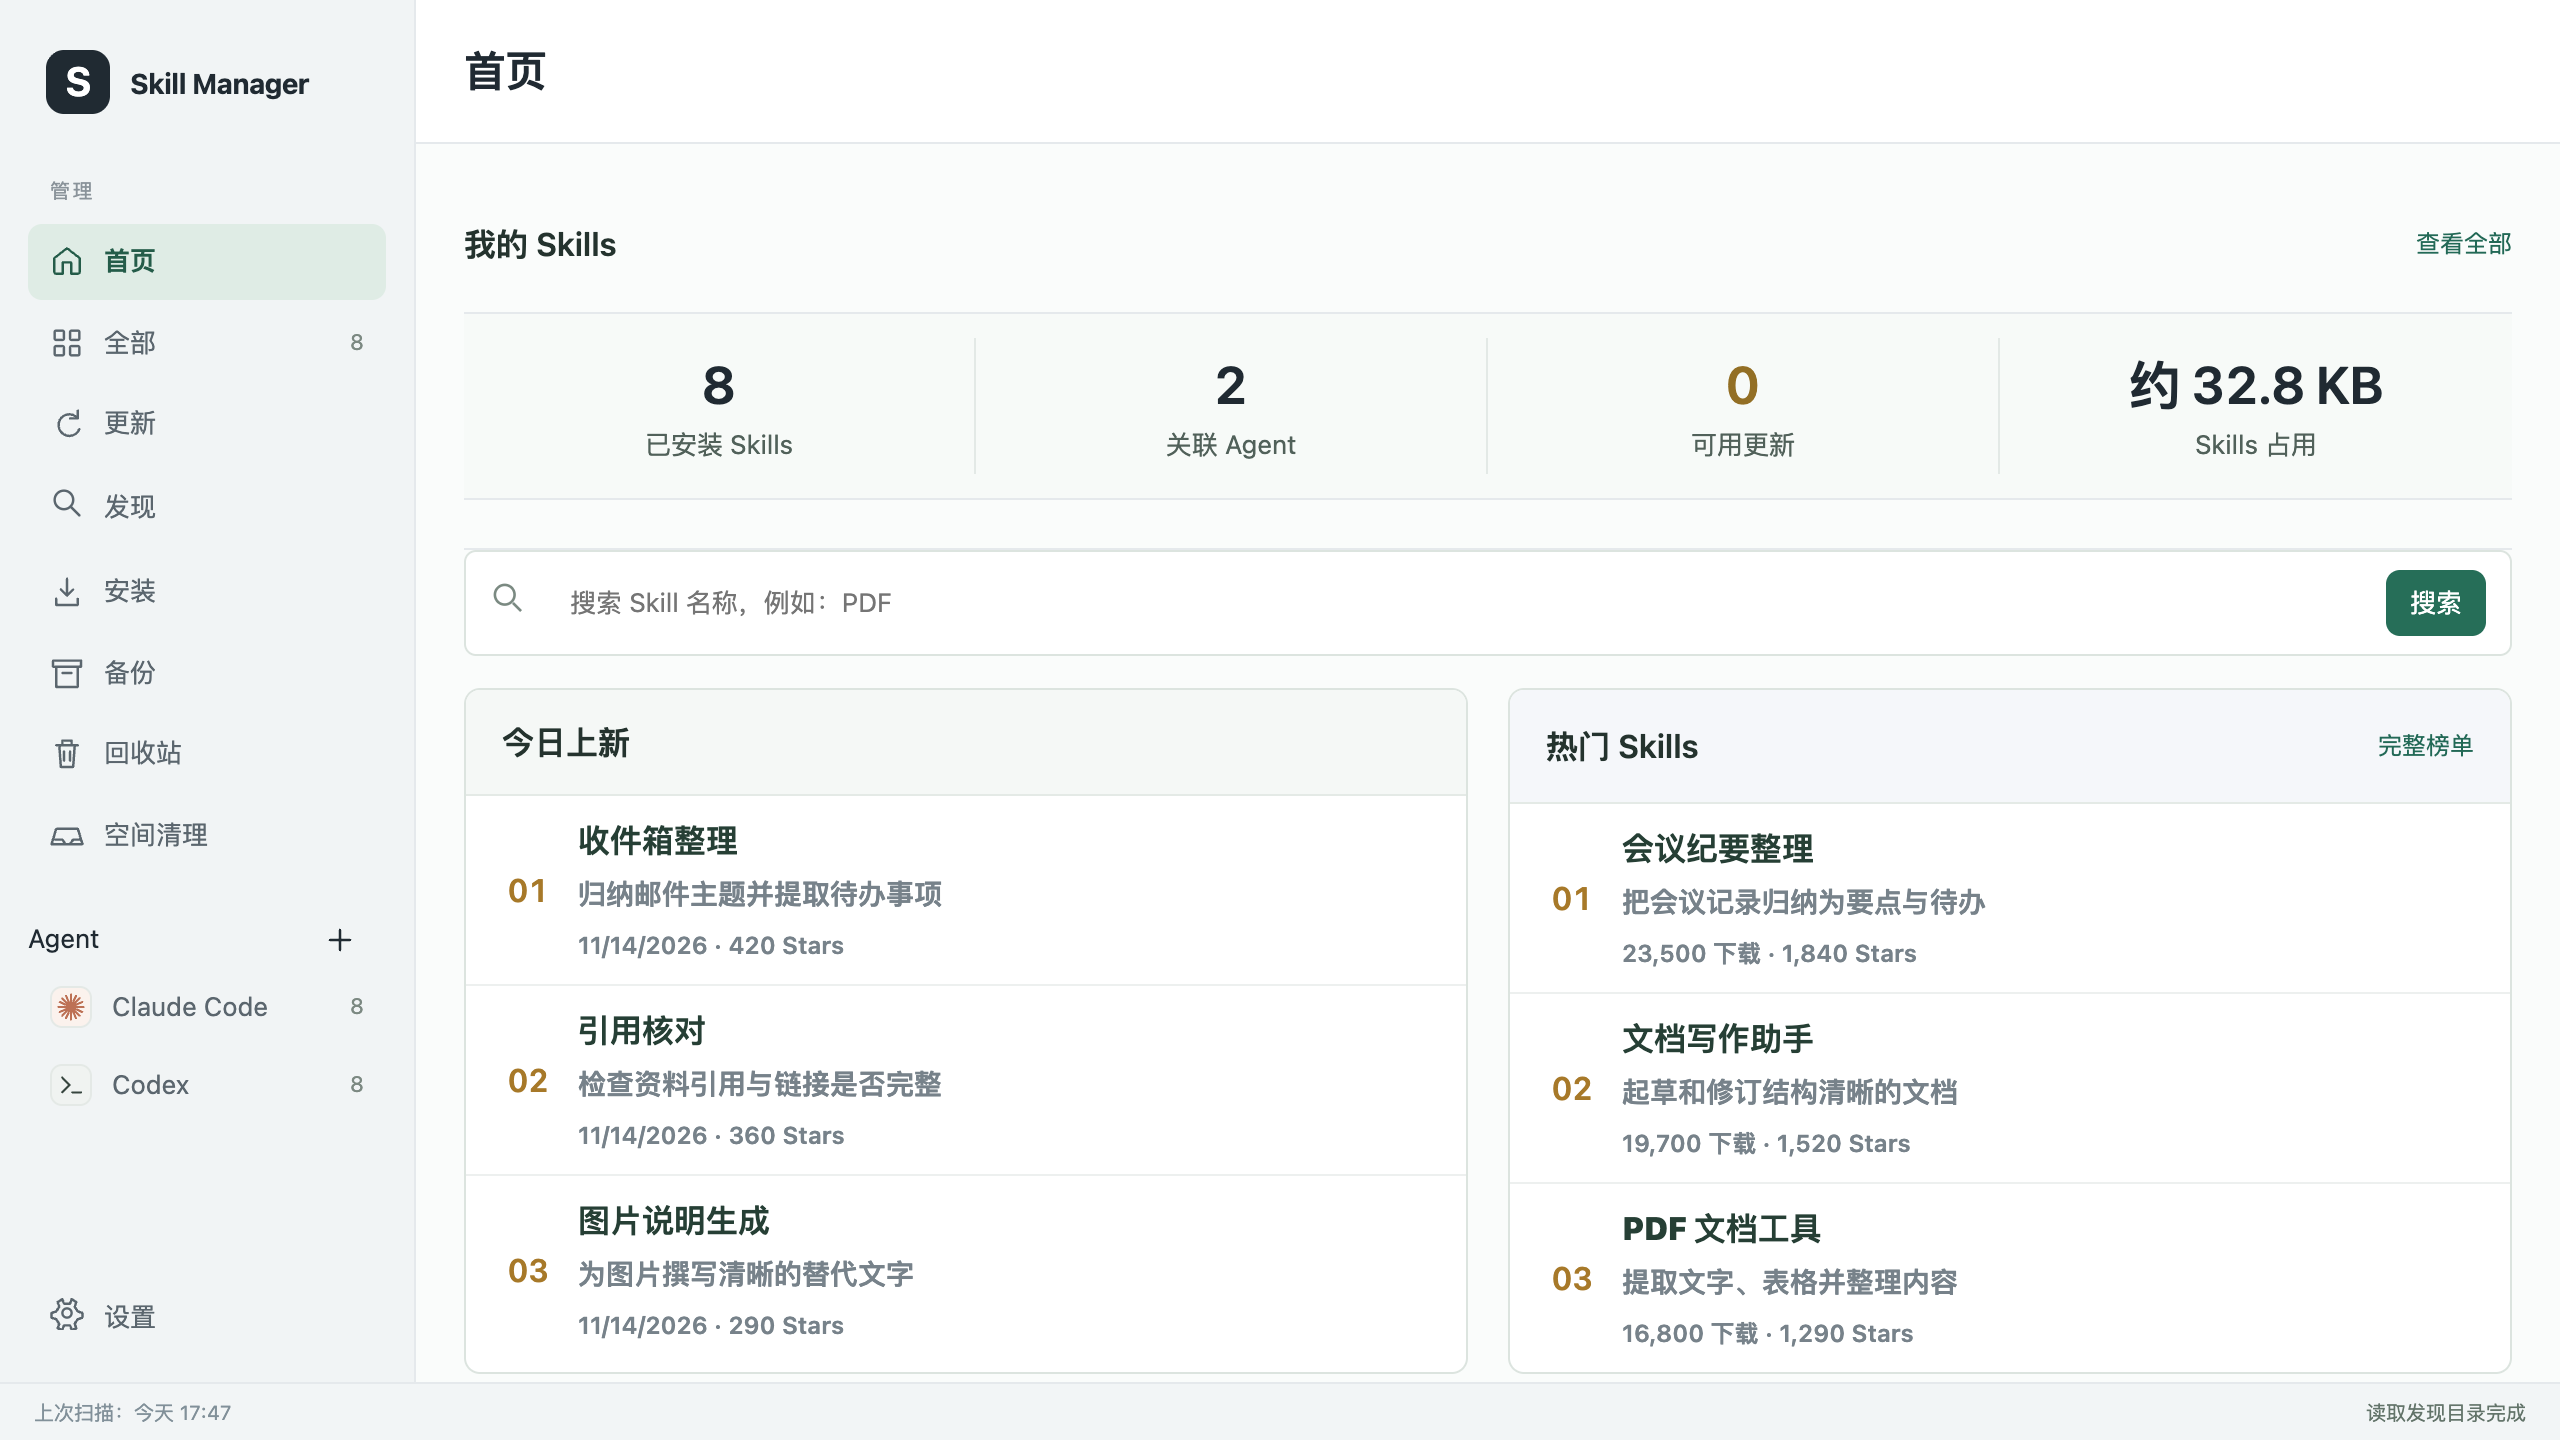 S
Skill Manager
管理
首页
全部 8
更新
发现
安装
备份
回收站
空间清理
Agent
Claude Code 8
Codex 8
设置
首页
我的 Skills 查看全部
8
已安装 Skills
2
关联 Agent
0
可用更新
约 32.8 KB
Skills 占用
搜索 Skill 名称，例如：PDF 搜索
今日上新
01
收件箱整理
归纳邮件主题并提取待办事项
11/14/2026 · 420 Stars
02
引用核对
检查资料引用与链接是否完整
11/14/2026 · 360 Stars
03
图片说明生成
为图片撰写清晰的替代文字
11/14/2026 · 290 Stars
热门 Skills 完整榜单
01
会议纪要整理
把会议记录归纳为要点与待办
23,500 下载 · 1,840 Stars
02
文档写作助手
起草和修订结构清晰的文档
19,700 下载 · 1,520 Stars
03
PDF 文档工具
提取文字、表格并整理内容
16,800 下载 · 1,290 Stars
上次扫描：今天 17:47 读取发现目录完成